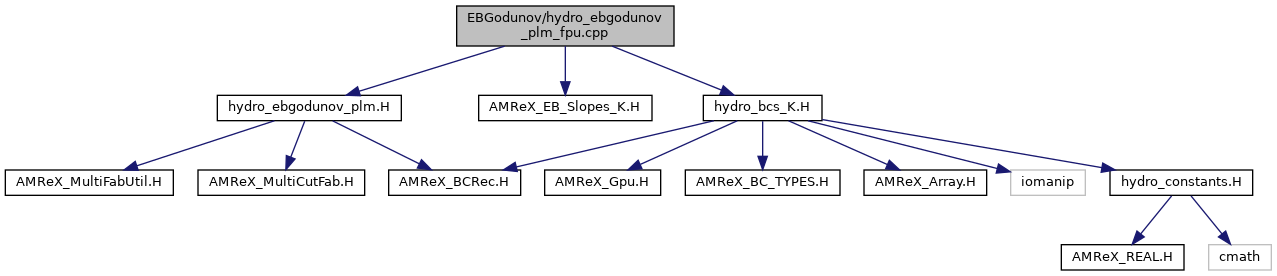 EBGodunov/hydro_ebgodunov
_plm_fpu.cpp
hydro_ebgodunov_plm.H
AMReX_EB_Slopes_K.H
hydro_bcs_K.H
AMReX_MultiFabUtil.H
AMReX_MultiCutFab.H
AMReX_BCRec.H
AMReX_Gpu.H
AMReX_BC_TYPES.H
AMReX_Array.H
iomanip
hydro_constants.H
AMReX_REAL.H
cmath